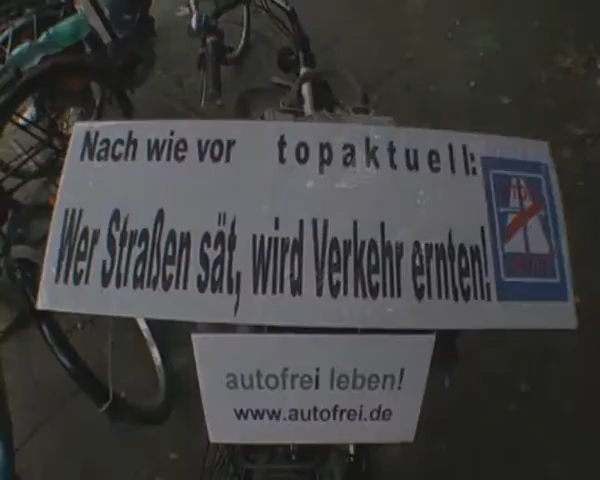 Nach wie vor topaktuell:
Wer Straßen sät, wird Verkehr ernten!
autofrei leben!
www.autofrei.de